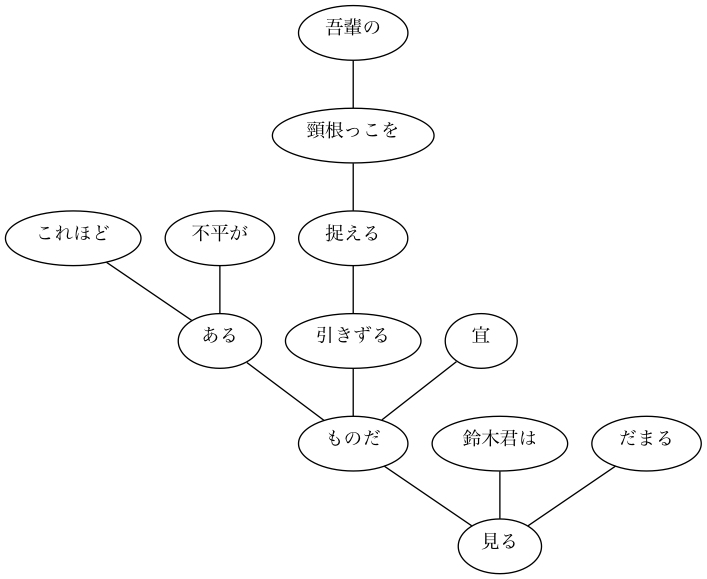 吾輩の
頸根っこを
これほど
不平が
捉える
ある
引きずる
宜
ものだ
鈴木君は
だまる
見る